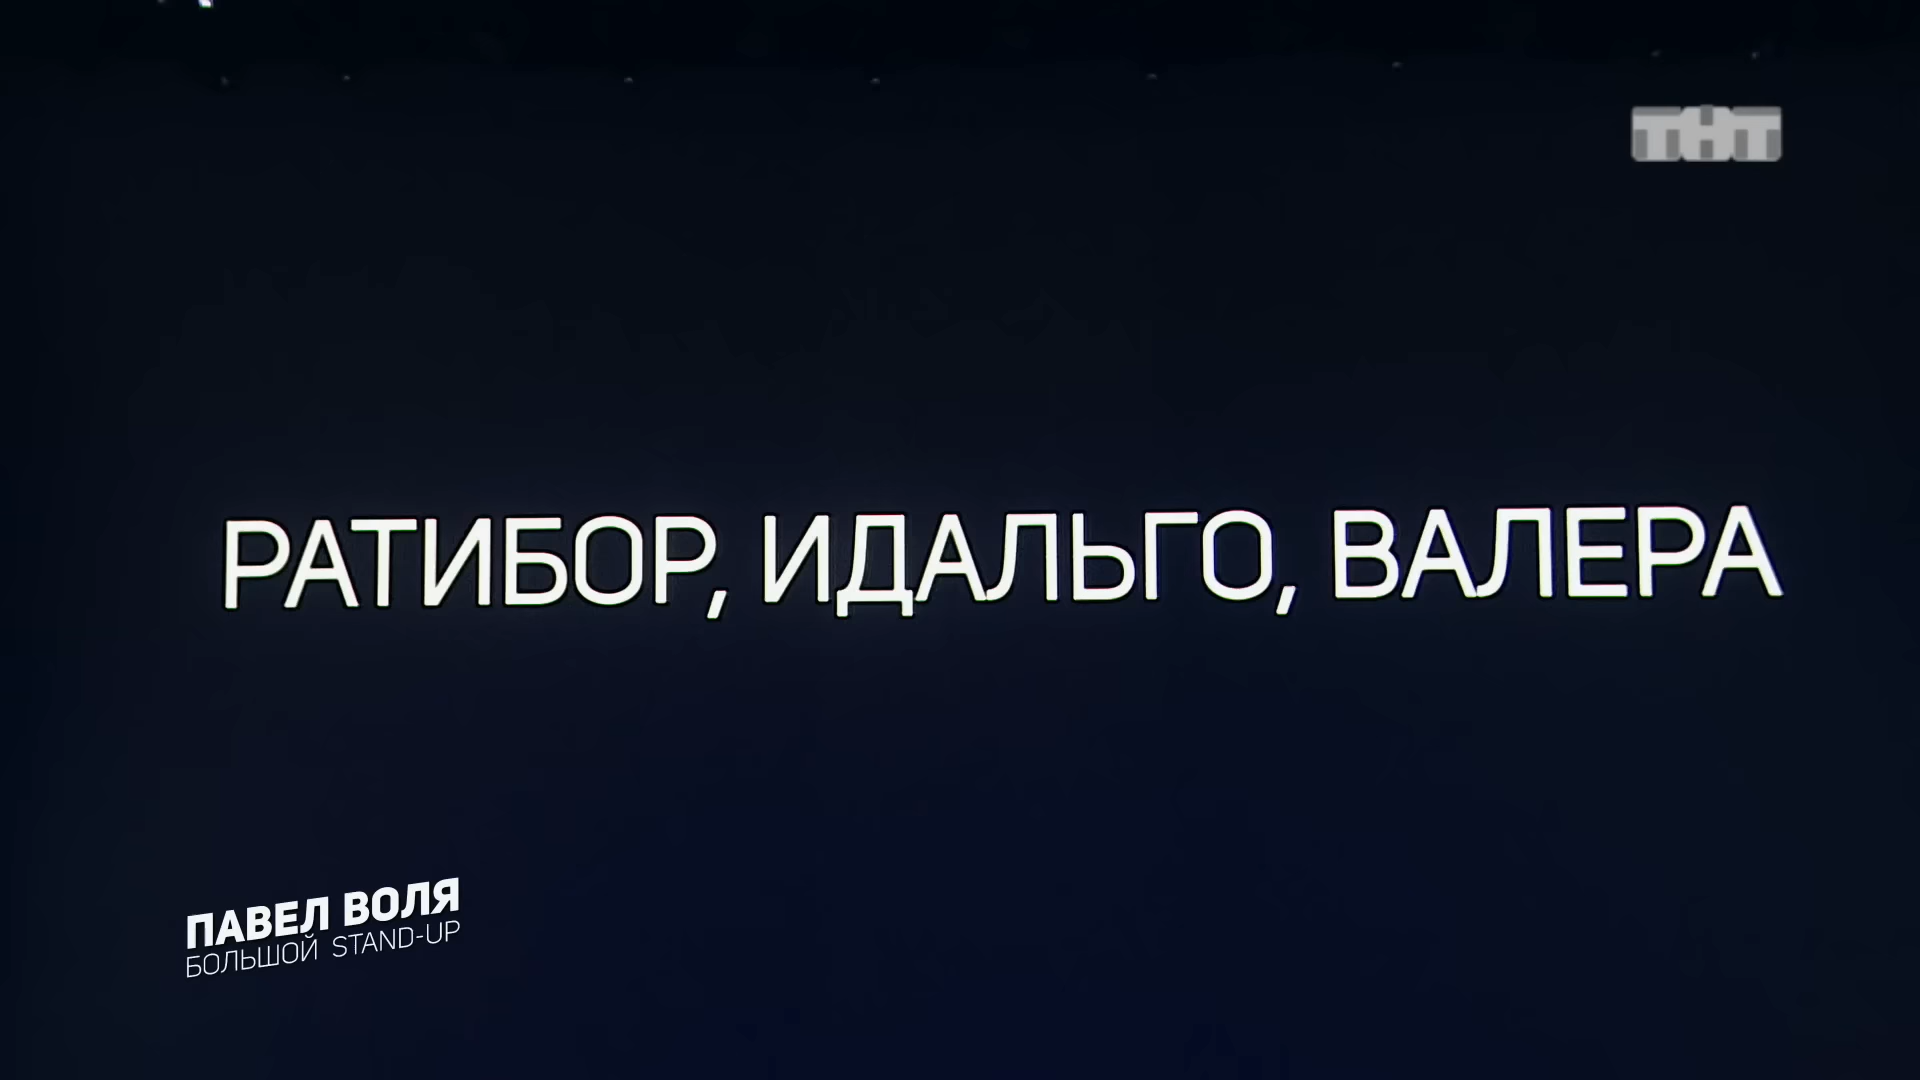 ТНТ
РАТИБОР, ИДАЛЬГО, ВАЛЕРА
ПАВЕЛ ВОЛЯ
БОЛЬШОЙ STAND-UP